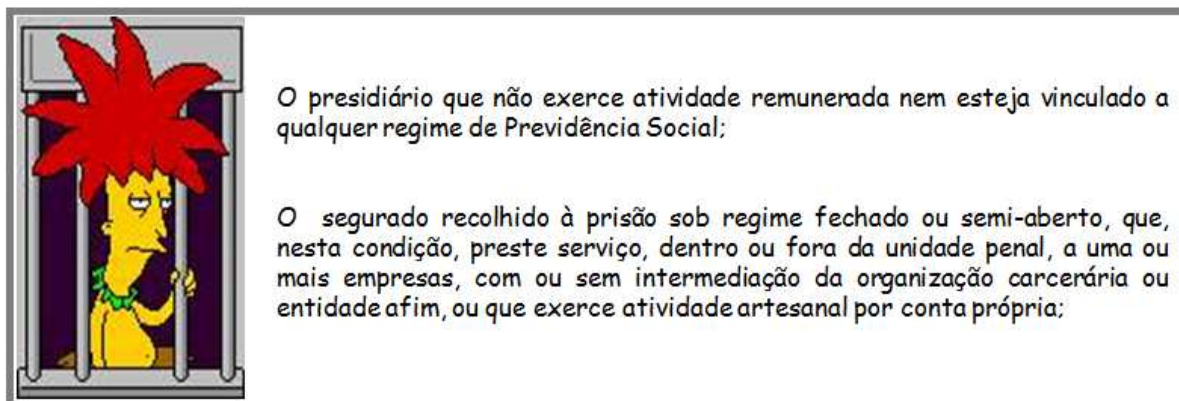 O presidiário que não exerce atividade remunerada nem esteja vinculado a
qualquer regime de Previdência Social;
O segurado recolhido à prisão sob regime fechado ou semi-aberto, que,
nesta condição, preste serviço, dentro ou fora da unidade penal, a uma ou
mais empresas, com ou sem intermediação da organização carcerária ou
entidade afim, ou que exerce atividade artesanal por conta própria;